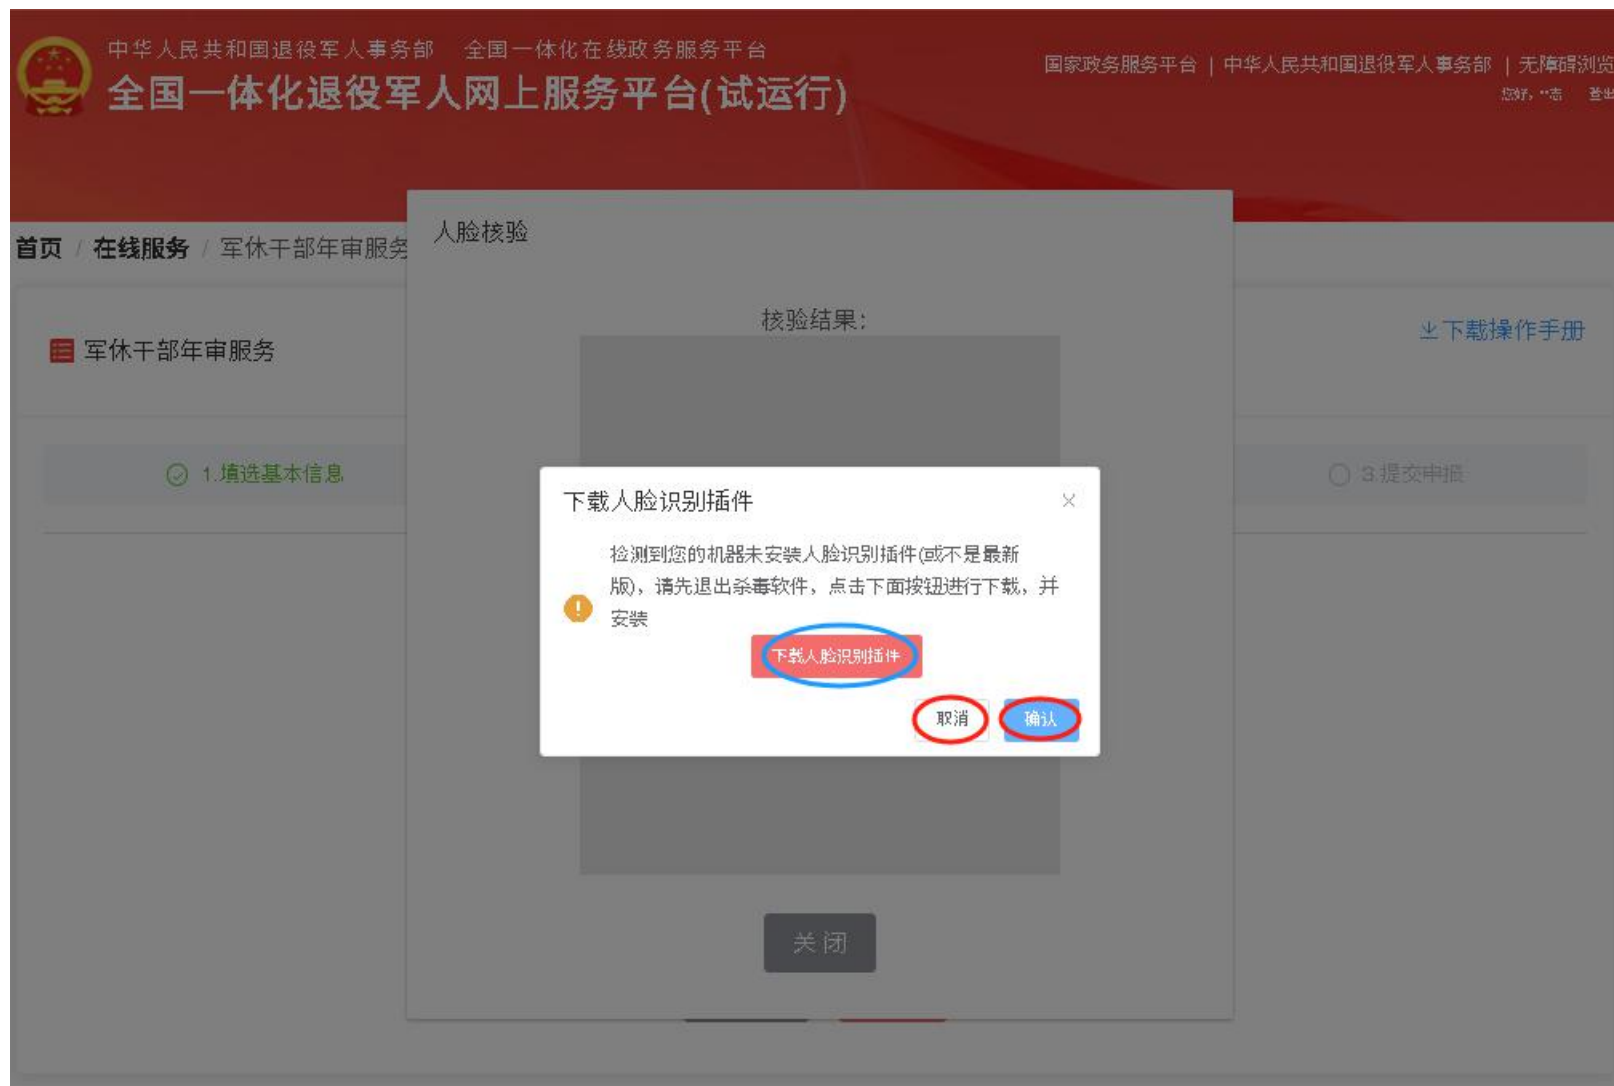 中华人民共和国退役军人事务部 全国一体化在线政务服务平台
全国一体化退役军人网上服务平台(试运行)
国家政务服务平台 | 中华人民共和国退役军人事务部 | 无障碍浏览
您好，**志 登出
首页 / 在线服务 / 军休干部年审服务
人脸核验
核验结果：
下载操作手册
军休干部年审服务
1.填选基本信息
3.提交申报
下载人脸识别插件
检测到您的机器未安装人脸识别插件(或不是最新
版)，请先退出杀毒软件，点击下面按钮进行下载，并
安装
下载人脸识别插件
取消
确认
关 闭